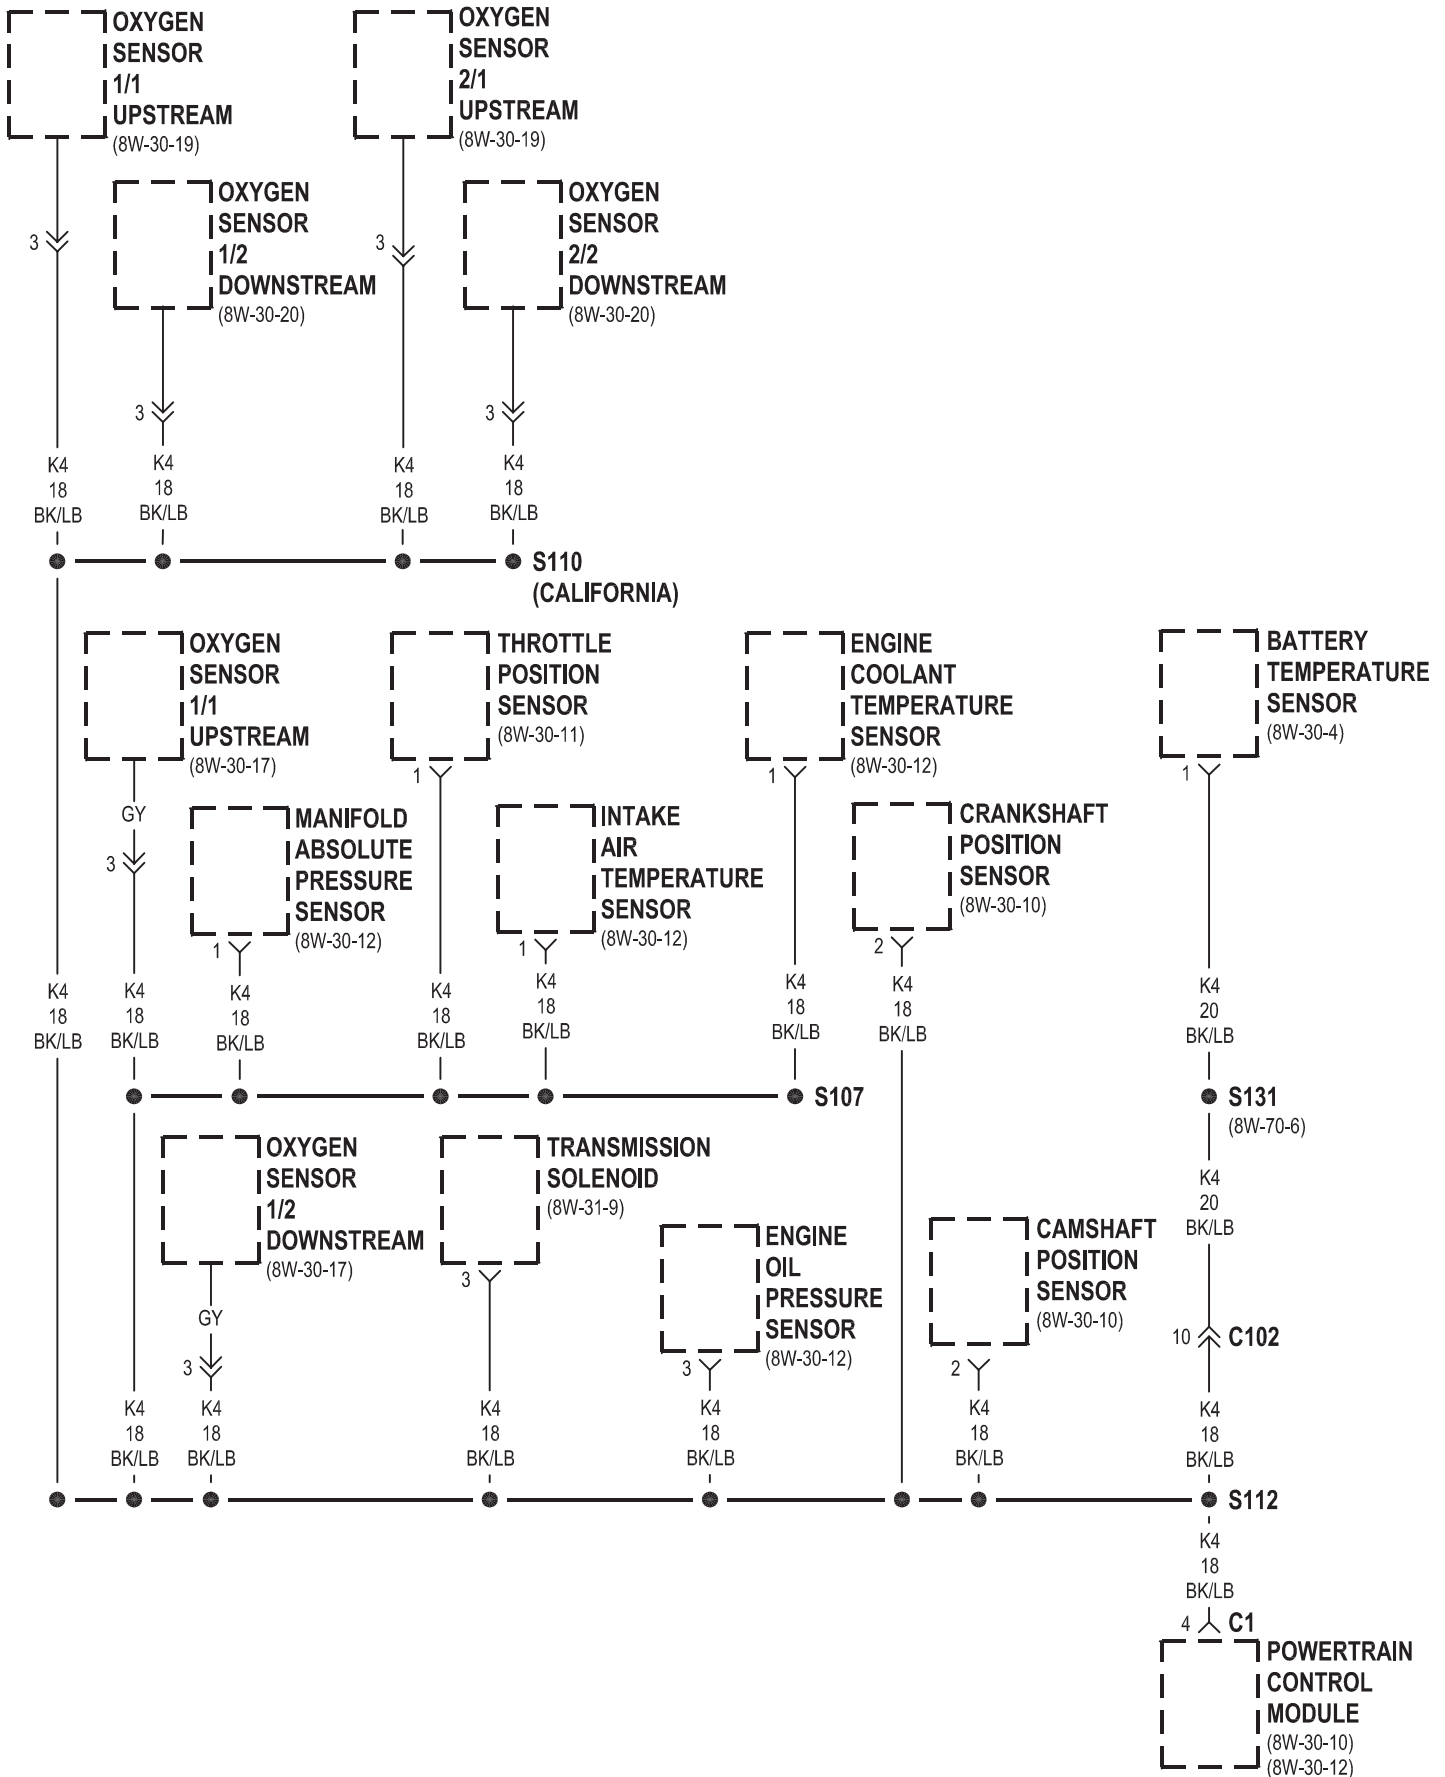 OXYGEN
SENSOR
1/1
UPSTREAM
(8W-30-19)
3
OXYGEN
SENSOR
2/1
UPSTREAM
(8W-30-19)
3
OXYGEN
SENSOR
1/2
DOWNSTREAM
(8W-30-20)
3
OXYGEN
SENSOR
2/2
DOWNSTREAM
(8W-30-20)
3
K4
18
BK/LB
K4
18
BK/LB
K4
18
BK/LB
K4
18
BK/LB
S110
(CALIFORNIA)
OXYGEN
SENSOR
1/1
UPSTREAM
(8W-30-17)
GY
3
THROTTLE
POSITION
SENSOR
(8W-30-11)
1
ENGINE
COOLANT
TEMPERATURE
SENSOR
(8W-30-12)
1
BATTERY
TEMPERATURE
SENSOR
(8W-30-4)
1
MANIFOLD
ABSOLUTE
PRESSURE
SENSOR
(8W-30-12)
1
INTAKE
AIR
TEMPERATURE
SENSOR
(8W-30-12)
1
CRANKSHAFT
POSITION
SENSOR
(8W-30-10)
2
K4
18
BK/LB
K4
18
BK/LB
K4
18
BK/LB
K4
18
BK/LB
K4
18
BK/LB
K4
18
BK/LB
K4
18
BK/LB
K4
20
BK/LB
S107
S131
(8W-70-6)
K4
20
BK/LB
OXYGEN
SENSOR
1/2
DOWNSTREAM
(8W-30-17)
GY
3
TRANSMISSION
SOLENOID
(8W-31-9)
3
ENGINE
OIL
PRESSURE
SENSOR
(8W-30-12)
3
CAMSHAFT
POSITION
SENSOR
(8W-30-10)
2
10
C102
K4
18
BK/LB
K4
18
BK/LB
K4
18
BK/LB
K4
18
BK/LB
K4
18
BK/LB
K4
18
BK/LB
S112
K4
18
BK/LB
4
C1
POWERTRAIN
CONTROL
MODULE
(8W-30-10)
(8W-30-12)